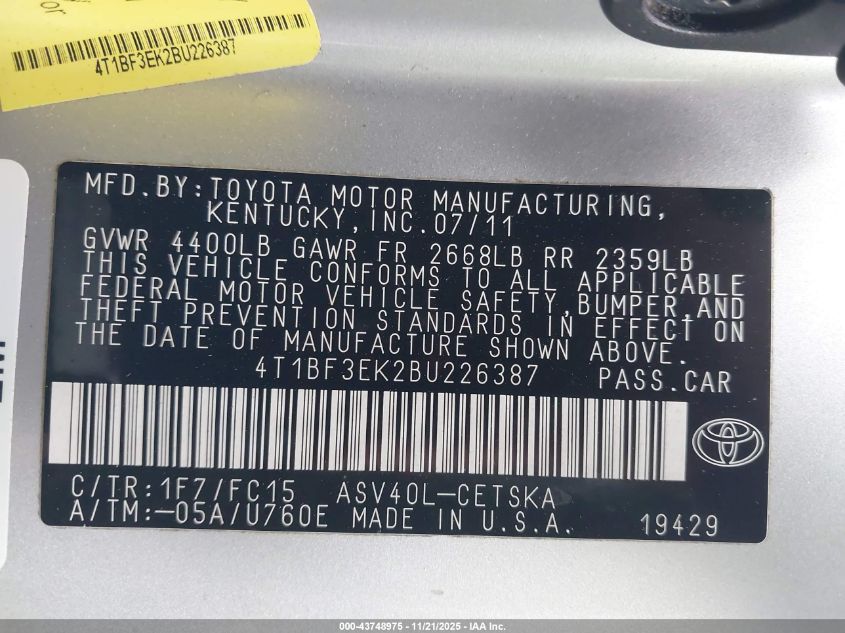 or
4T1BF3EK2BU226387
MFD.BY:TOYOTA MOTOR MANUFACTURING,
KENTUCKY,INC.07/11
GVWR 4400LB GAWR FR 2668LB RR 2359LB
THIS VEHICLE CONFORMS TO ALL APPLICABLE
FEDERAL MOTOR VEHICLE SAFETY,BUMPER,AND
THEFT PREVENTION STANDARDS IN EFFECT ON
THE DATE OF MANUFACTURE SHOWN ABOVE.
4T1BF3EK2BU226387 PASS.CAR
C/TR:1F7/FC15 ASV40L-CETSKA
A/TM:-05A/U760E MADE IN U.S.A. 19429
000-43748975 - 11/21/2025 - IAA Inc.